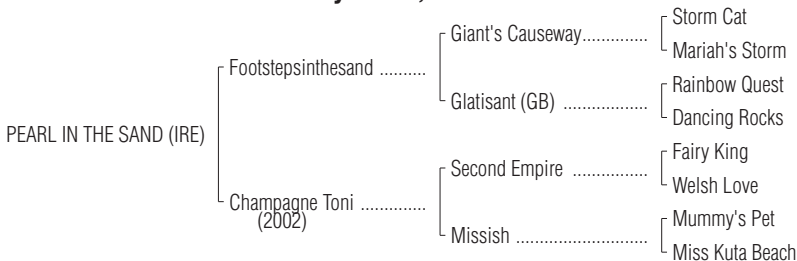 Storm Cat
Giant's Causeway..............
Mariah's Storm
Footstepsinthesand ..........
Rainbow Quest
Glatisant (GB) ..................
Dancing Rocks
PEARL IN THE SAND (IRE)
Fairy King
Second Empire ................
Welsh Love
Champagne Toni ..............
(2002)
Mummy's Pet
Missish ............................
Miss Kuta Beach